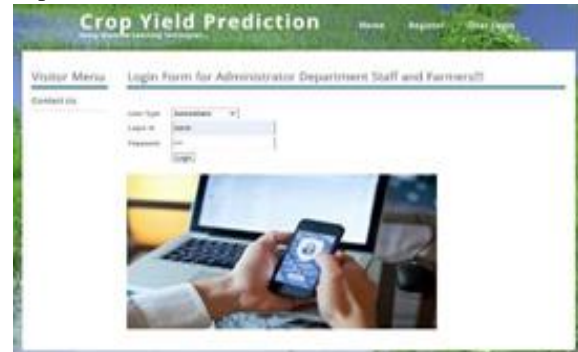 Crop Yield Prediction
Home Register User Login
Visitor Menu
Contact Us
Login Form for Administrator Department Staff and Farmers!!!
User Type
Login Id
Password
Login